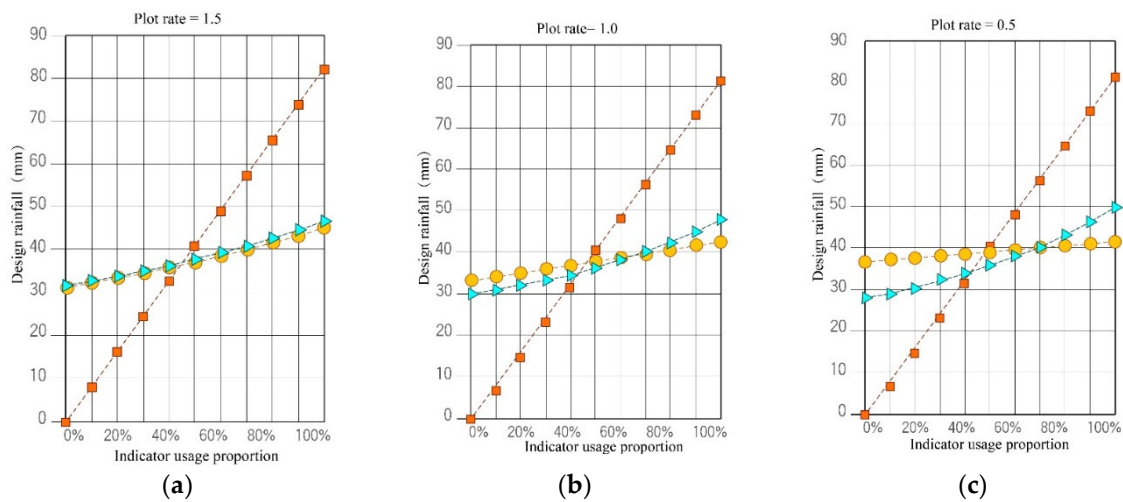 Plot rate = 1.5
90
80
70
60
50
40
30
20
10
0
Design rainfall (mm)
0% 20% 40% 60% 80% 100%
Indicator usage proportion
(a)
Plot rate= 1.0
90
80
70
60
50
40
30
20
10
0
Design rainfall (mm)
0% 20% 40% 60% 80% 100%
Indicator usage proportion
(b)
Plot rate = 0.5
90
80
70
60
50
40
30
20
10
0
Design rainfall (mm)
0% 20% 40% 60% 80% 100%
Indicator usage proportion
(c)